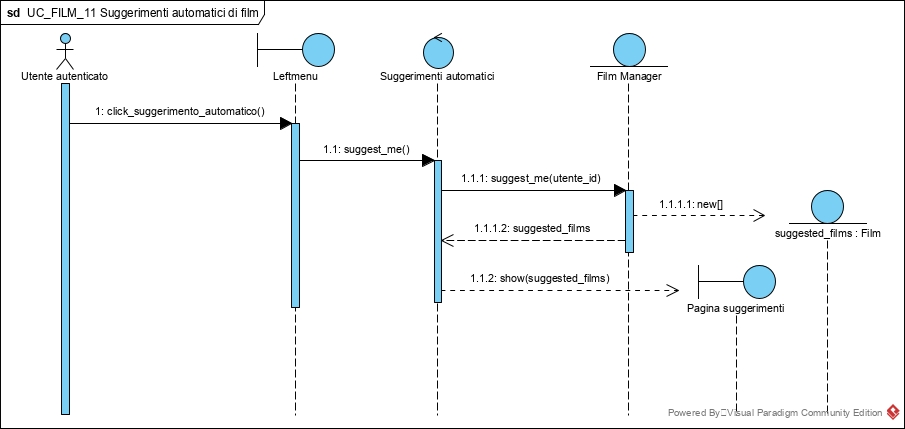 sd UC_FILM_11 Suggerimenti automatici di film
Utente autenticato
Leftmenu
Suggerimenti automatici
Film Manager
1: click_suggerimento_automatico()
1.1: suggest_me()
1.1.1: suggest_me(utente_id)
1.1.1.1: new[]
1.1.1.2: suggested_films
suggested_films : Film
1.1.2: show(suggested_films)
Pagina suggerimenti
Powered By Visual Paradigm Community Edition